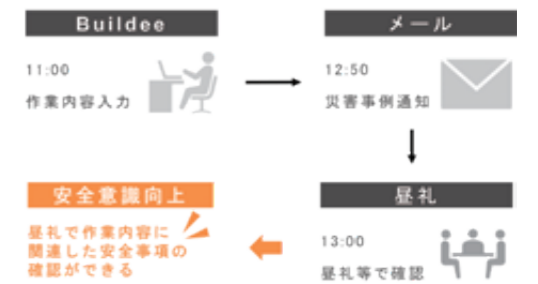 Buildee
11:00
作業内容入力
メール
12:50
災害事例通知
昼礼
13:00
昼礼等で確認
安全意識向上
昼礼で作業内容に
関連した安全事項の
確認ができる